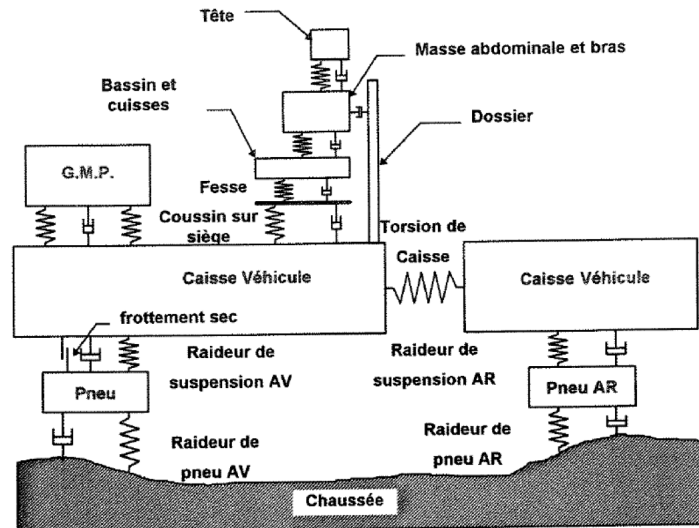 Tête
Masse abdominale et bras
Bassin et
cuisses
Dossier
G.M.P.
Fesse
Coussin sur
siège
Torsion de
Caisse
Caisse Véhicule
Caisse Véhicule
frottement sec
Raideur de
suspension AV
Raideur de
suspension AR
Pneu
Pneu AR
Raideur de
pneu AV
Raideur de
pneu AR
Chaussée